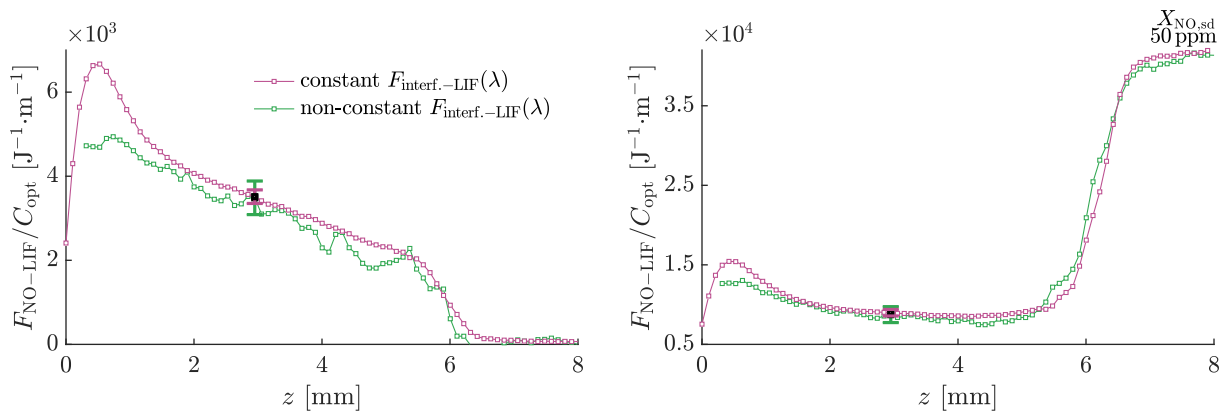 ×10³
6
4
2
0
F_NO−LIF/C_opt [J⁻¹·m⁻¹]
constant F_interf.−LIF(λ)
non-constant F_interf.−LIF(λ)
0 2 4 6 8
z [mm]
×10⁴
X_NO,sd
50 ppm
4.5
3.5
2.5
1.5
0.5
F_NO−LIF/C_opt [J⁻¹·m⁻¹]
0 2 4 6 8
z [mm]